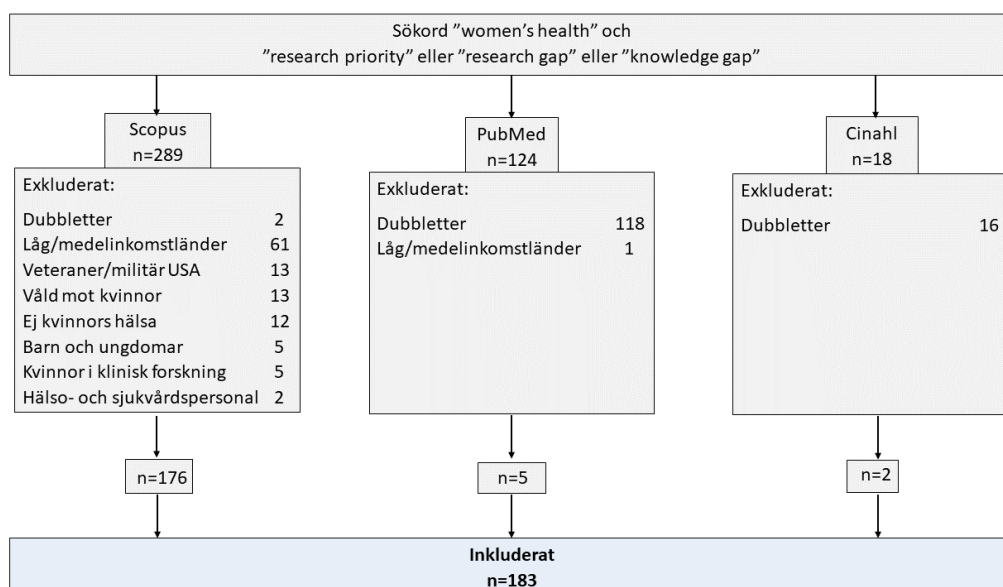 Sökord ”women’s health” och
”research priority” eller ”research gap” eller ”knowledge gap”
Scopus
n=289
Exkluderat:
Dubbletter 2
Låg/medelinkomstländer 61
Veteraner/militär USA 13
Våld mot kvinnor 13
Ej kvinnors hälsa 12
Barn och ungdomar 5
Kvinnor i klinisk forskning 5
Hälso- och sjukvårdspersonal 2
n=176
PubMed
n=124
Exkluderat:
Dubbletter 118
Låg/medelinkomstländer 1
n=5
Cinahl
n=18
Exkluderat:
Dubbletter 16
n=2
Inkluderat
n=183